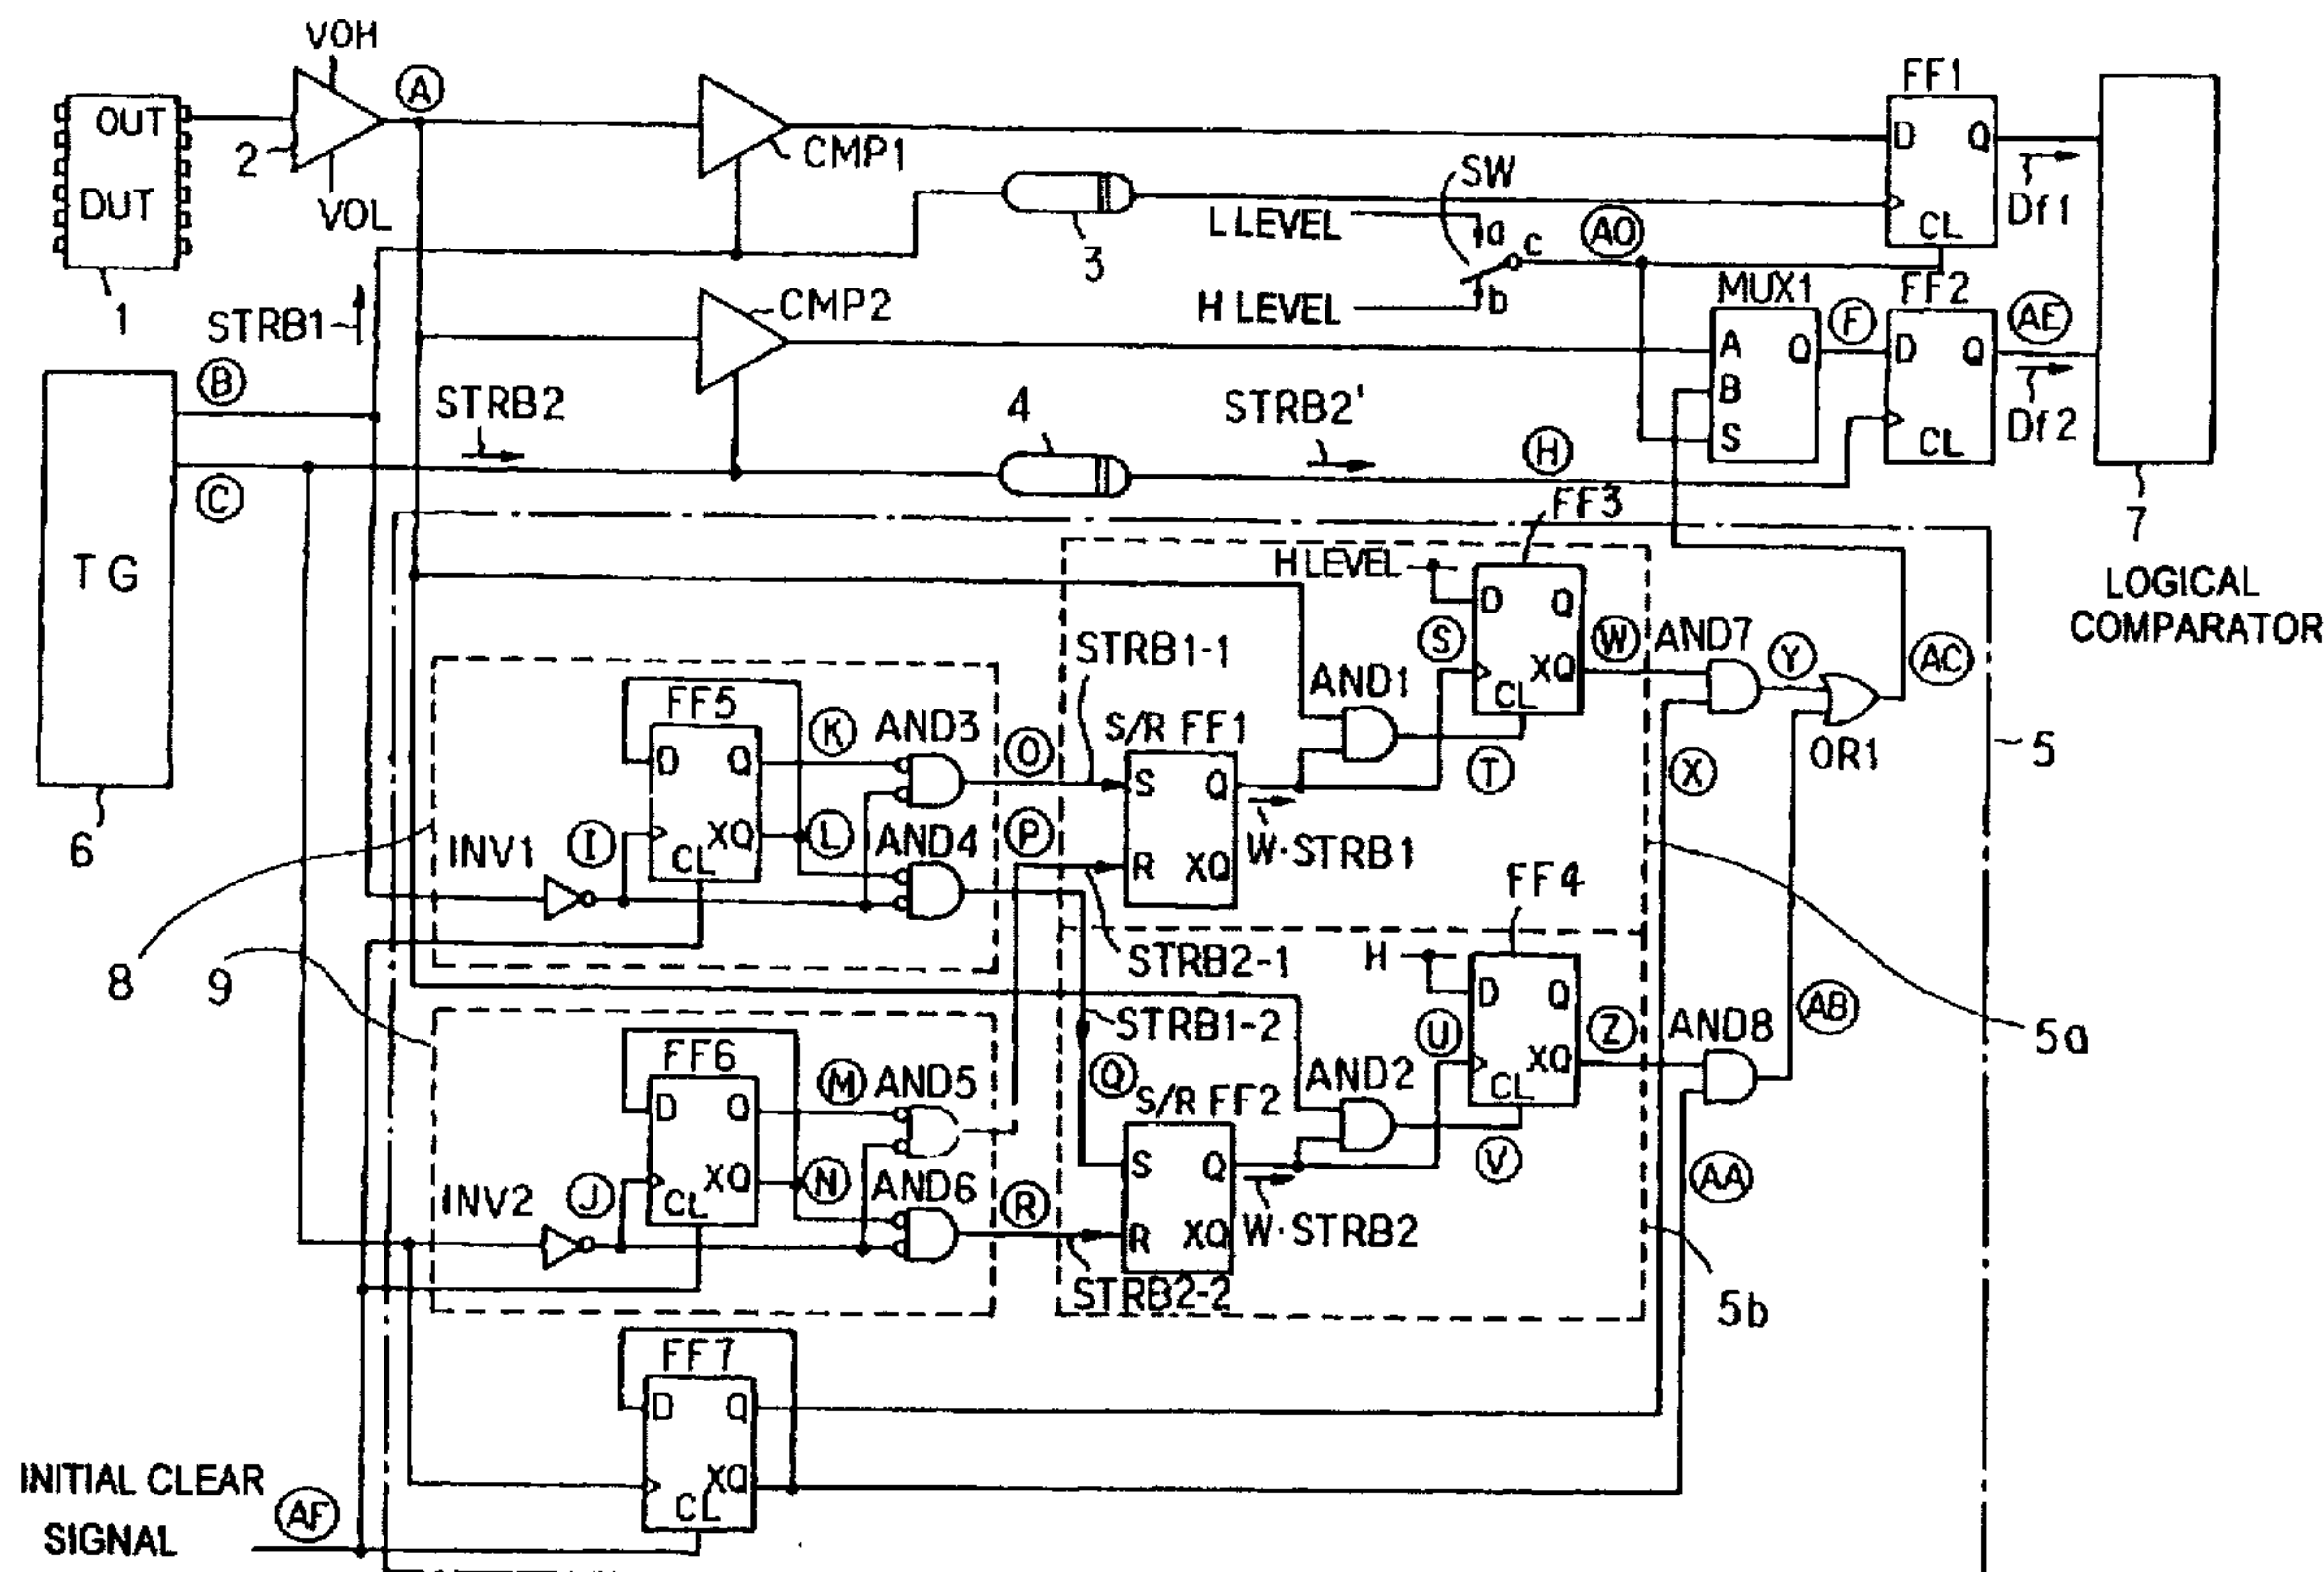 VOH
A
OUT
DUT
1
2
VOL
CMP1
3
SW
L LEVEL
a
c
AO
b
H LEVEL
FF1
D
Q
CL
Df1
STRB1
CMP2
MUX1
A
B
S
Q
F
FF2
D
Q
CL
AE
Df2
7
LOGICAL
COMPARATOR
B
C
TG
6
STRB2
4
STRB2'
H
FF3
H LEVEL
D
Q
XQ
CL
S
W
AND7
Y
AC
OR1
5
STRB1-1
AND1
T
X
FF5
D
Q
XQ
CL
K
L
AND3
O
AND4
P
INV1
I
8
S/R FF1
S
Q
R
XQ
W·STRB1
FF4
STRB2-1
H
D
Q
XQ
CL
U
Z
AND8
AB
5a
9
STRB1-2
Q
AND2
V
AA
FF6
D
Q
XQ
CL
M
N
AND5
AND6
R
INV2
J
S/R FF2
S
Q
R
XQ
W·STRB2
STRB2-2
5b
FF7
D
Q
XQ
CL
INITIAL CLEAR
SIGNAL
AF